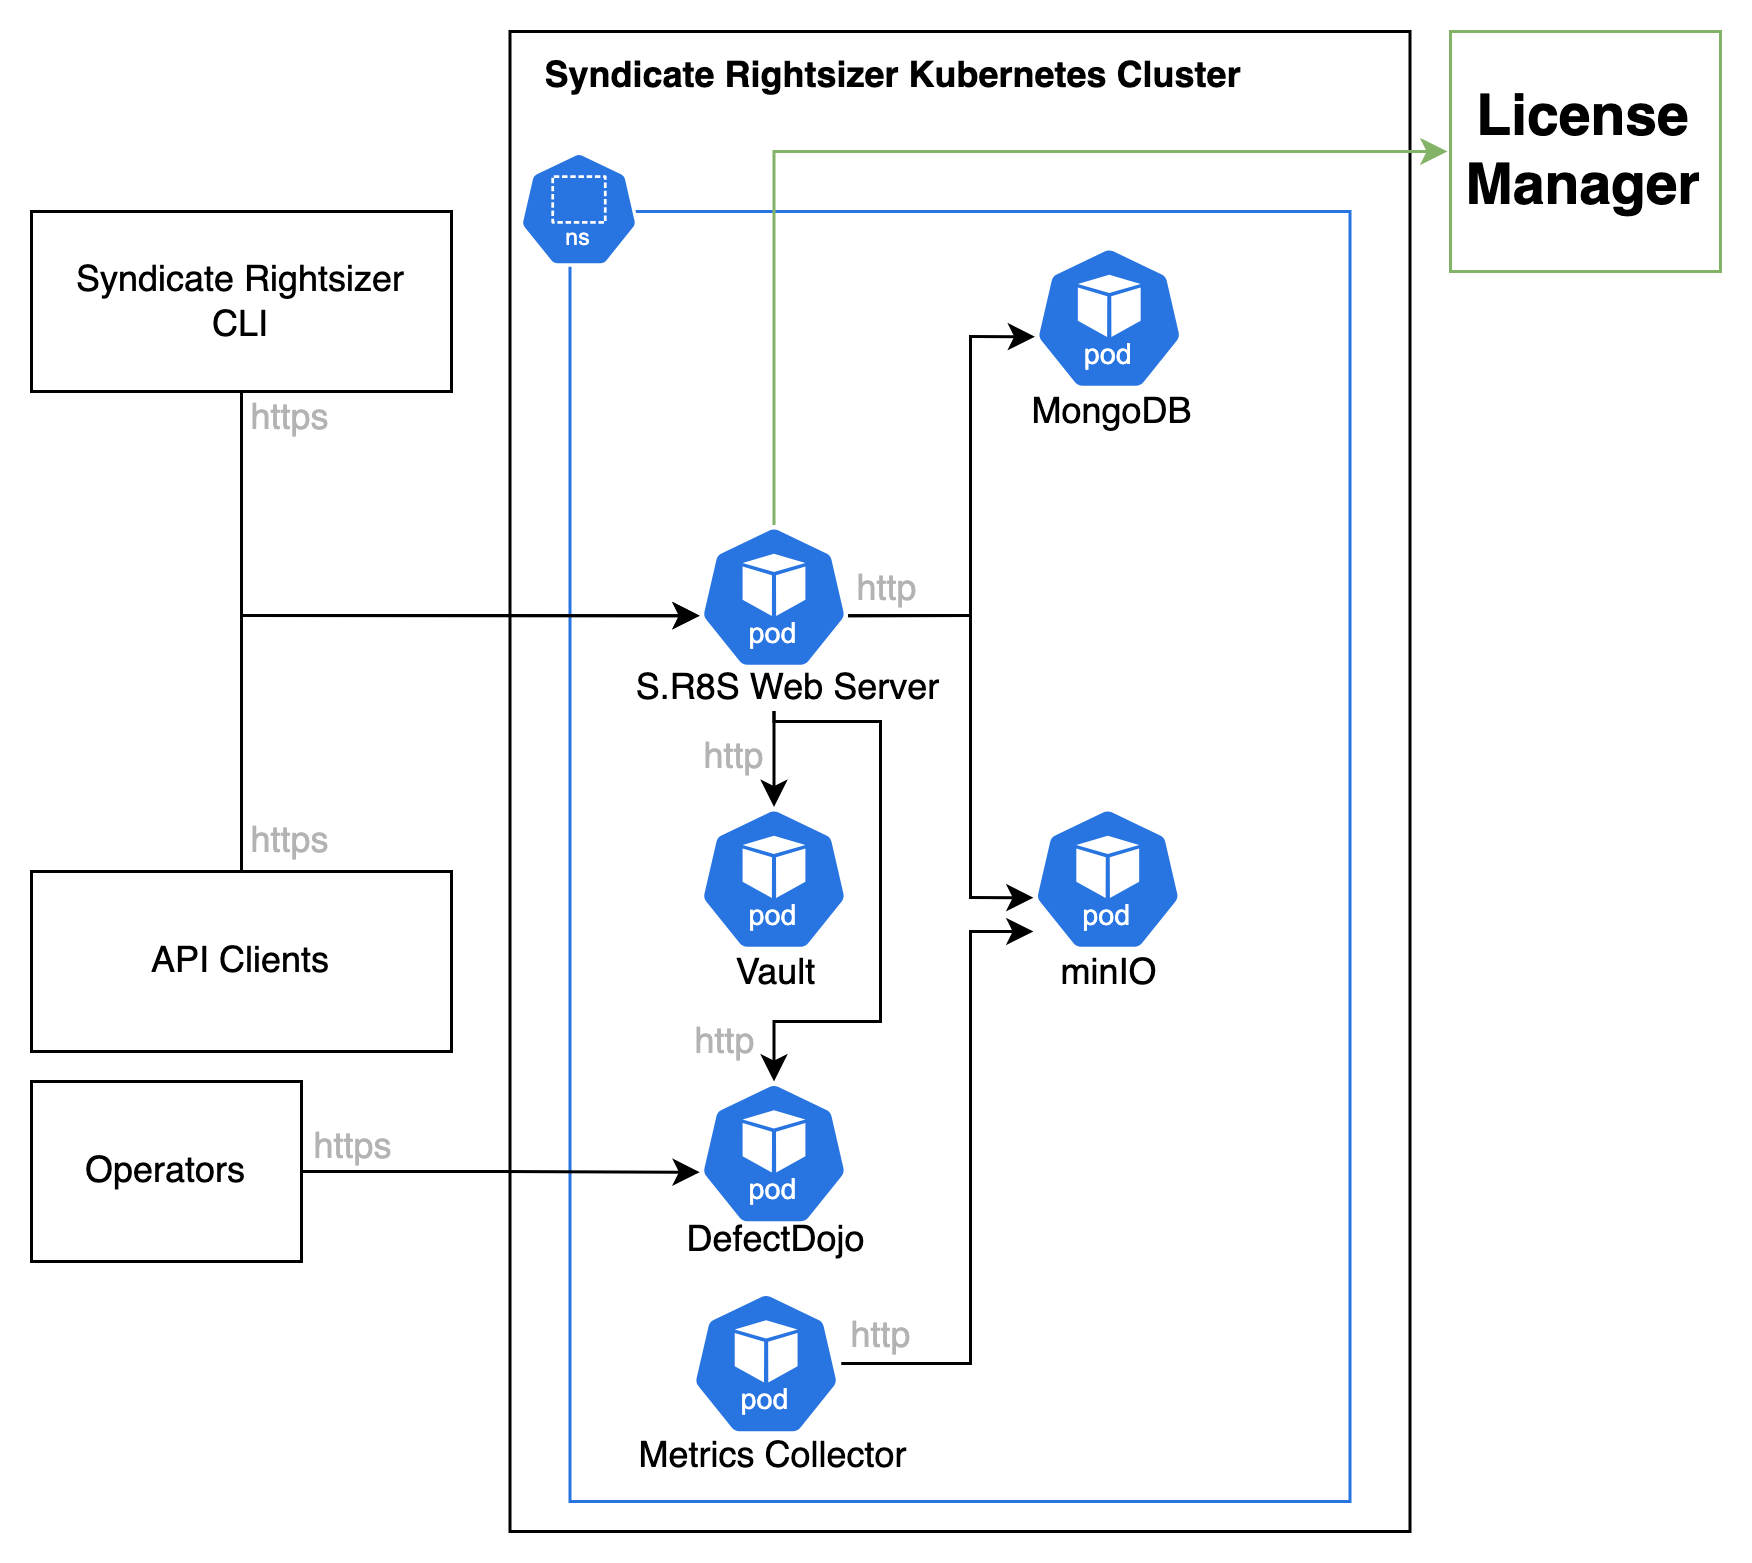 Syndicate Rightsizer Kubernetes Cluster
License
Manager
ns
Syndicate Rightsizer
CLI
https
pod
MongoDB
pod
http
S.R8S Web Server
http
https
API Clients
pod
Vault
pod
minIO
http
Operators
https
pod
DefectDojo
pod
http
Metrics Collector